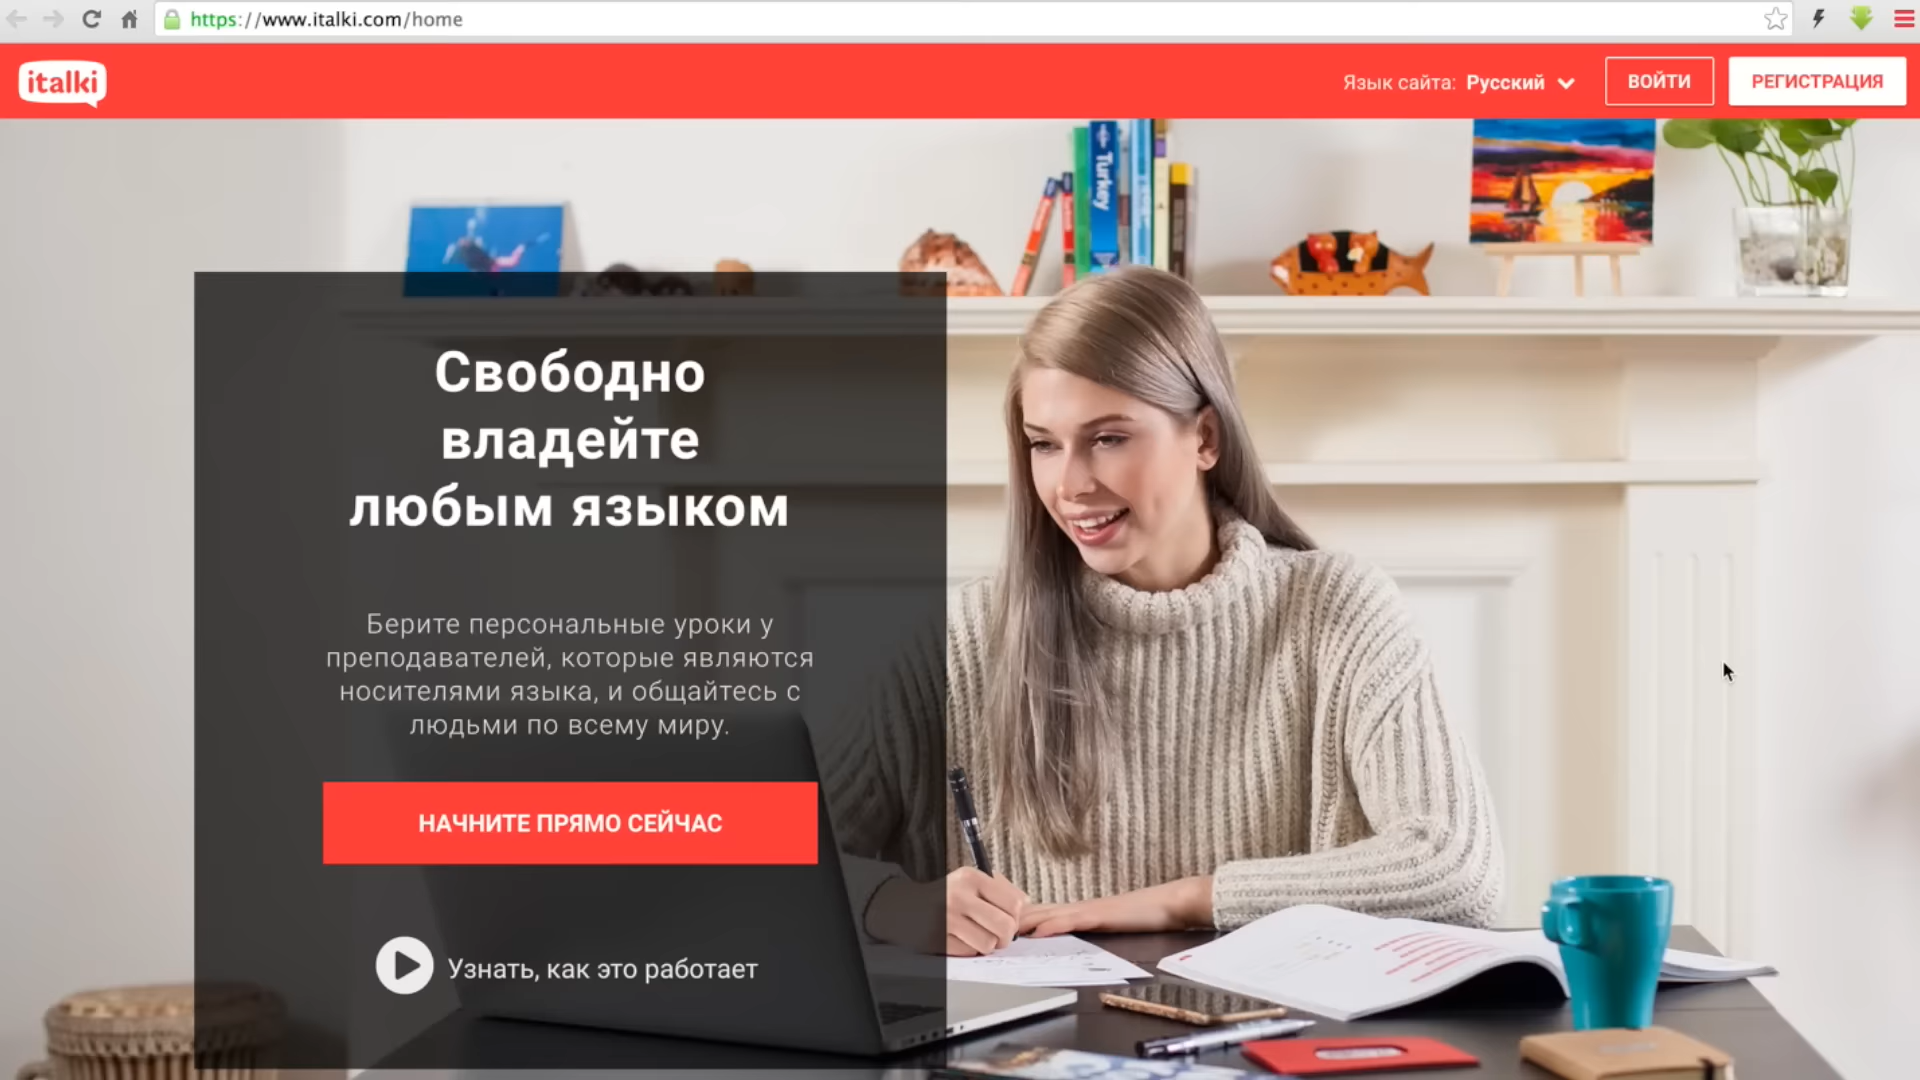 https://www.italki.com/home
italki
Язык сайта: Русский
ВОЙТИ
РЕГИСТРАЦИЯ
Turkey
Свободно
владейте
любым языком
Берите персональные уроки у
преподавателей, которые являются
носителями языка, и общайтесь с
людьми по всему миру.
НАЧНИТЕ ПРЯМО СЕЙЧАС
Узнать, как это работает